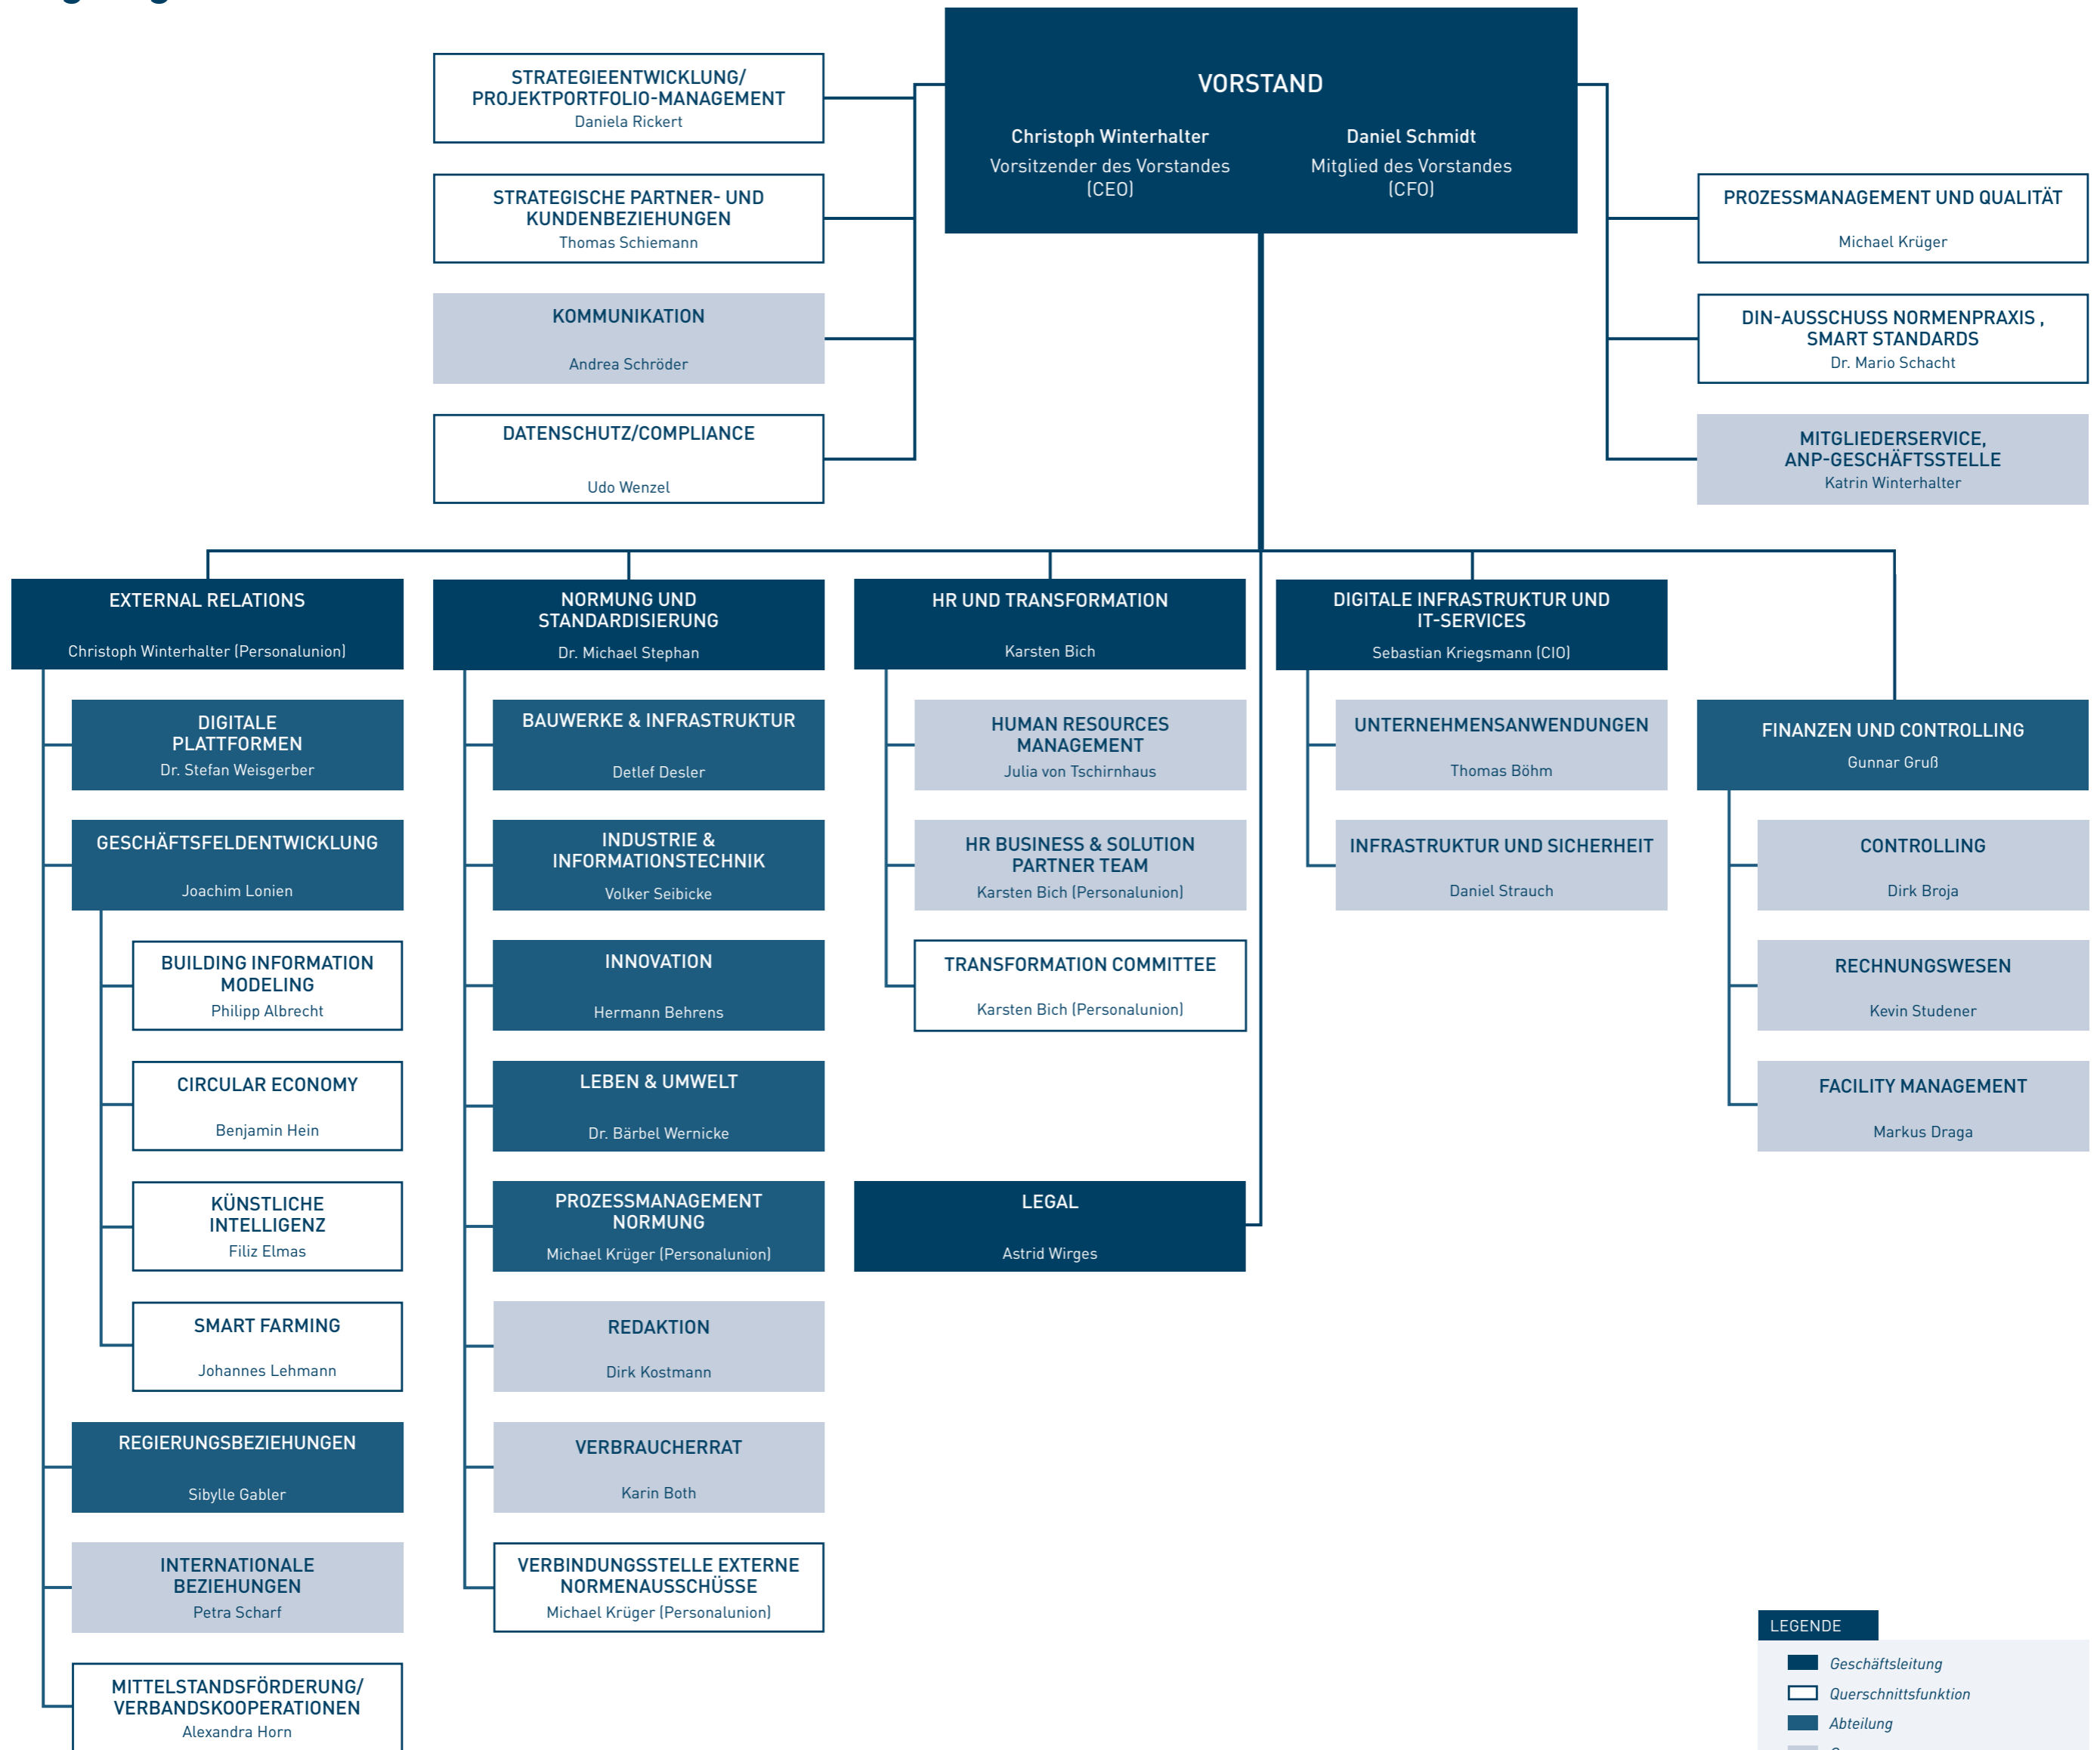 VORSTAND
Christoph Winterhalter
Vorsitzender des Vorstandes
(CEO)
Daniel Schmidt
Mitglied des Vorstandes
(CFO)
STRATEGIEENTWICKLUNG/
PROJEKTPORTFOLIO-MANAGEMENT
Daniela Rickert
STRATEGISCHE PARTNER- UND
KUNDENBEZIEHUNGEN
Thomas Schiemann
KOMMUNIKATION
Andrea Schröder
DATENSCHUTZ/COMPLIANCE
Udo Wenzel
PROZESSMANAGEMENT UND QUALITÄT
Michael Krüger
DIN-AUSSCHUSS NORMENPRAXIS ,
SMART STANDARDS
Dr. Mario Schacht
MITGLIEDERSERVICE,
ANP-GESCHÄFTSSTELLE
Katrin Winterhalter
EXTERNAL RELATIONS
Christoph Winterhalter (Personalunion)
DIGITALE
PLATTFORMEN
Dr. Stefan Weisgerber
GESCHÄFTSFELDENTWICKLUNG
Joachim Lonien
BUILDING INFORMATION
MODELING
Philipp Albrecht
CIRCULAR ECONOMY
Benjamin Hein
KÜNSTLICHE
INTELLIGENZ
Filiz Elmas
SMART FARMING
Johannes Lehmann
REGIERUNGSBEZIEHUNGEN
Sibylle Gabler
INTERNATIONALE
BEZIEHUNGEN
Petra Scharf
MITTELSTANDSFÖRDERUNG/
VERBANDSKOOPERATIONEN
Alexandra Horn
NORMUNG UND
STANDARDISIERUNG
Dr. Michael Stephan
BAUWERKE & INFRASTRUKTUR
Detlef Desler
INDUSTRIE &
INFORMATIONSTECHNIK
Volker Seibicke
INNOVATION
Hermann Behrens
LEBEN & UMWELT
Dr. Bärbel Wernicke
PROZESSMANAGEMENT
NORMUNG
Michael Krüger (Personalunion)
REDAKTION
Dirk Kostmann
VERBRAUCHERRAT
Karin Both
VERBINDUNGSSTELLE EXTERNE
NORMENAUSSCHÜSSE
Michael Krüger (Personalunion)
HR UND TRANSFORMATION
Karsten Bich
HUMAN RESOURCES
MANAGEMENT
Julia von Tschirnhaus
HR BUSINESS & SOLUTION
PARTNER TEAM
Karsten Bich (Personalunion)
TRANSFORMATION COMMITTEE
Karsten Bich (Personalunion)
LEGAL
Astrid Wirges
DIGITALE INFRASTRUKTUR UND
IT-SERVICES
Sebastian Kriegsmann (CIO)
UNTERNEHMENSANWENDUNGEN
Thomas Böhm
INFRASTRUKTUR UND SICHERHEIT
Daniel Strauch
FINANZEN UND CONTROLLING
Gunnar Gruß
CONTROLLING
Dirk Broja
RECHNUNGSWESEN
Kevin Studener
FACILITY MANAGEMENT
Markus Draga
LEGENDE
Geschäftsleitung
Querschnittsfunktion
Abteilung